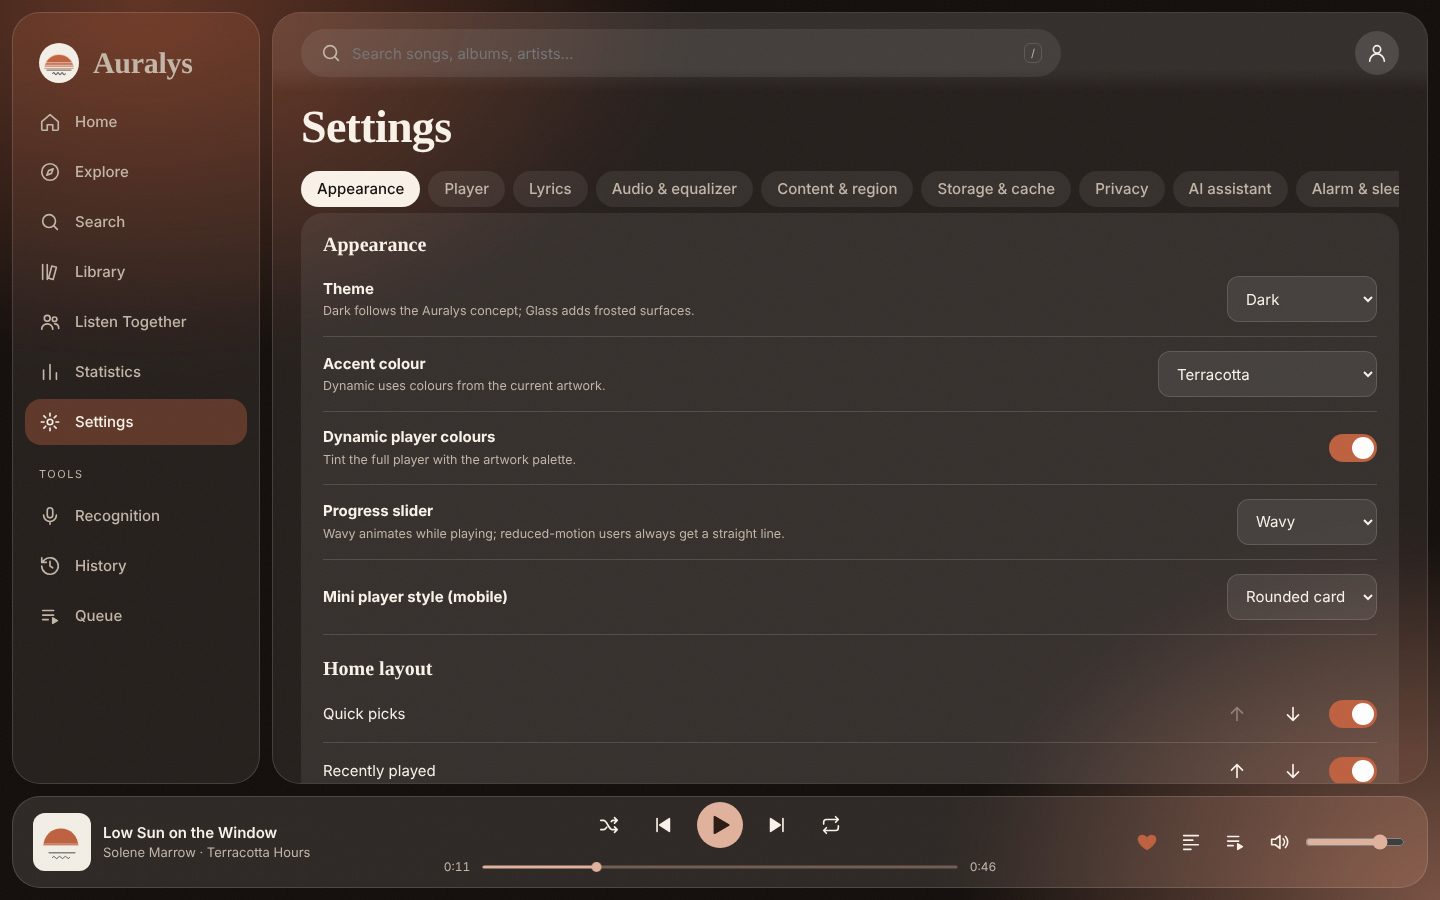 Auralys
Home
Explore
Search
Library
Listen Together
Statistics
Settings
TOOLS
Recognition
History
Queue
Search songs, albums, artists...
/
Settings
Appearance
Player
Lyrics
Audio & equalizer
Content & region
Storage & cache
Privacy
AI assistant
Alarm & slee
Appearance
Theme
Dark follows the Auralys concept; Glass adds frosted surfaces.
Dark
Accent colour
Dynamic uses colours from the current artwork.
Terracotta
Dynamic player colours
Tint the full player with the artwork palette.
Progress slider
Wavy animates while playing; reduced-motion users always get a straight line.
Wavy
Mini player style (mobile)
Rounded card
Home layout
Quick picks
Recently played
Low Sun on the Window
Solene Marrow · Terracotta Hours
0:11
0:46